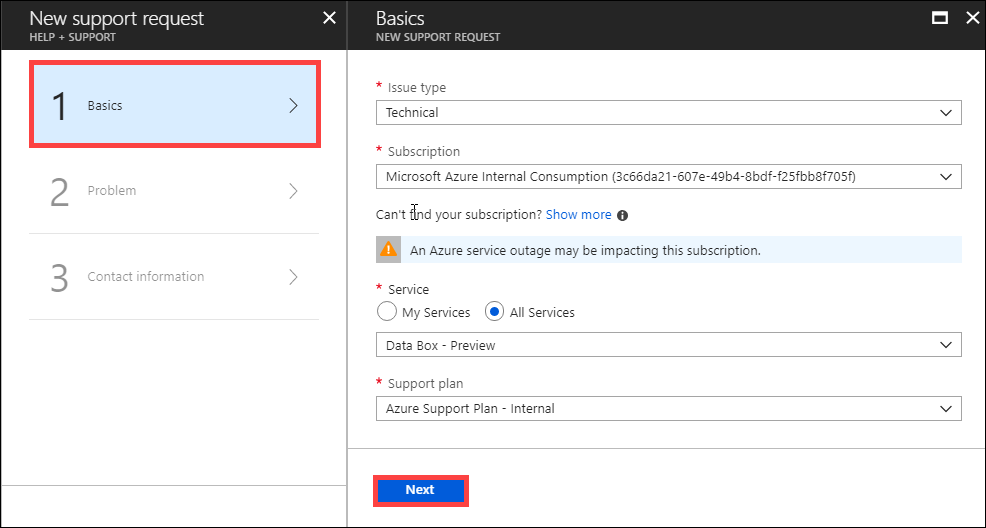 New support request
HELP + SUPPORT
1 Basics
2 Problem
3 Contact information
Basics
NEW SUPPORT REQUEST
* Issue type
Technical
* Subscription
Microsoft Azure Internal Consumption (3c66da21-607e-49b4-8bdf-f25fbb8f705f)
Can't find your subscription? Show more
An Azure service outage may be impacting this subscription.
* Service
My Services All Services
Data Box - Preview
* Support plan
Azure Support Plan - Internal
Next